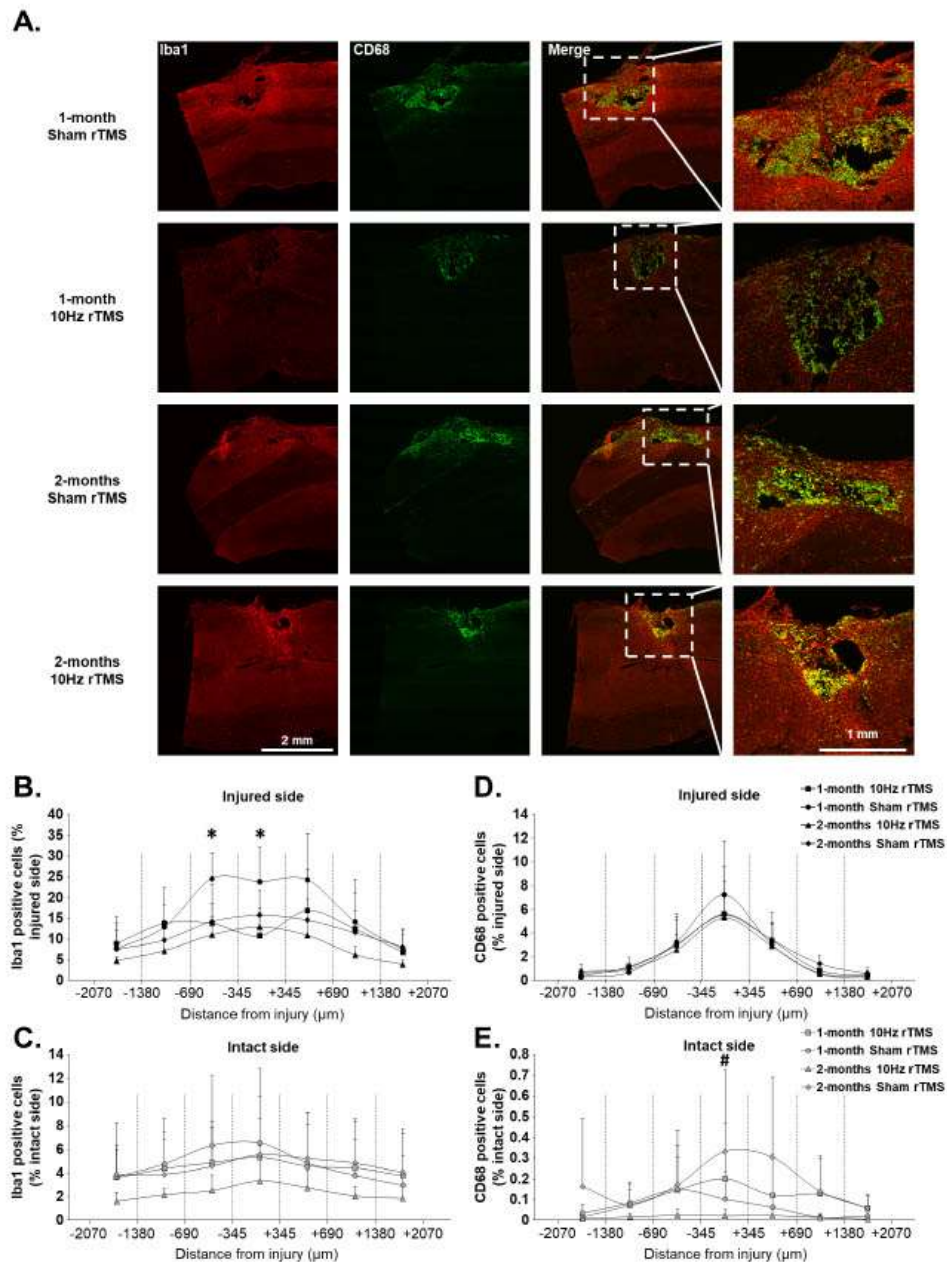 A.
Iba1
CD68
Merge
1-month
Sham rTMS
1-month
10Hz rTMS
2-months
Sham rTMS
2-months
10Hz rTMS
2 mm
1 mm
B.
Injured side
Iba1 positive cells (%
injured side)
40
35
30
25
20
15
10
5
0
* *
-2070 -1380 -690 -345 +345 +690 +1380 +2070
Distance from injury (µm)
D.
Injured side
CD68 positive cells
(% injured side)
14
12
10
8
6
4
2
0
-2070 -1380 -690 -345 +345 +690 +1380 +2070
Distance from injury (µm)
1-month 10Hz rTMS
1-month Sham rTMS
2-months 10Hz rTMS
2-months Sham rTMS
C.
Intact side
Iba1 positive cells
(% intact side)
14
12
10
8
6
4
2
0
-2070 -1380 -690 -345 +345 +690 +1380 +2070
Distance from injury (µm)
E.
Intact side
#
CD68 positive cells
(% intact side)
0.8
0.7
0.6
0.5
0.4
0.3
0.2
0.1
0
-2070 -1380 -690 -345 +345 +690 +1380 +2070
Distance from injury (µm)
1-month 10Hz rTMS
1-month Sham rTMS
2-months 10Hz rTMS
2-months Sham rTMS